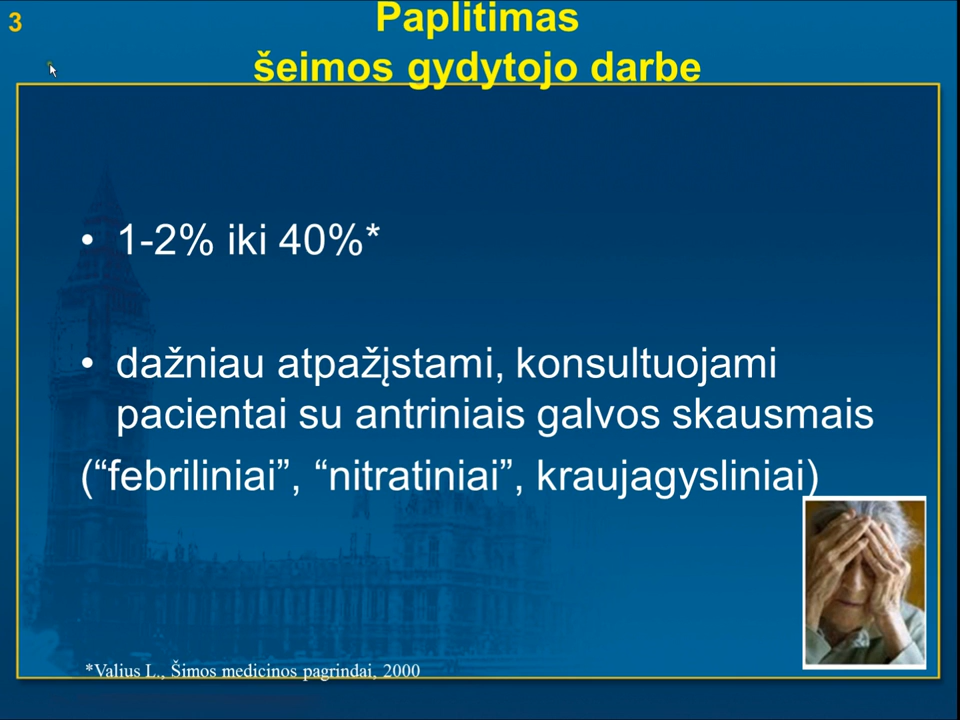 3
Paplitimas
šeimos gydytojo darbe
• 1-2% iki 40%*
• dažniau atpažįstami, konsultuojami
pacientai su antriniais galvos skausmais
(“febriliniai”, “nitratiniai”, kraujagysliniai)
*Valius L., Šimos medicinos pagrindai, 2000